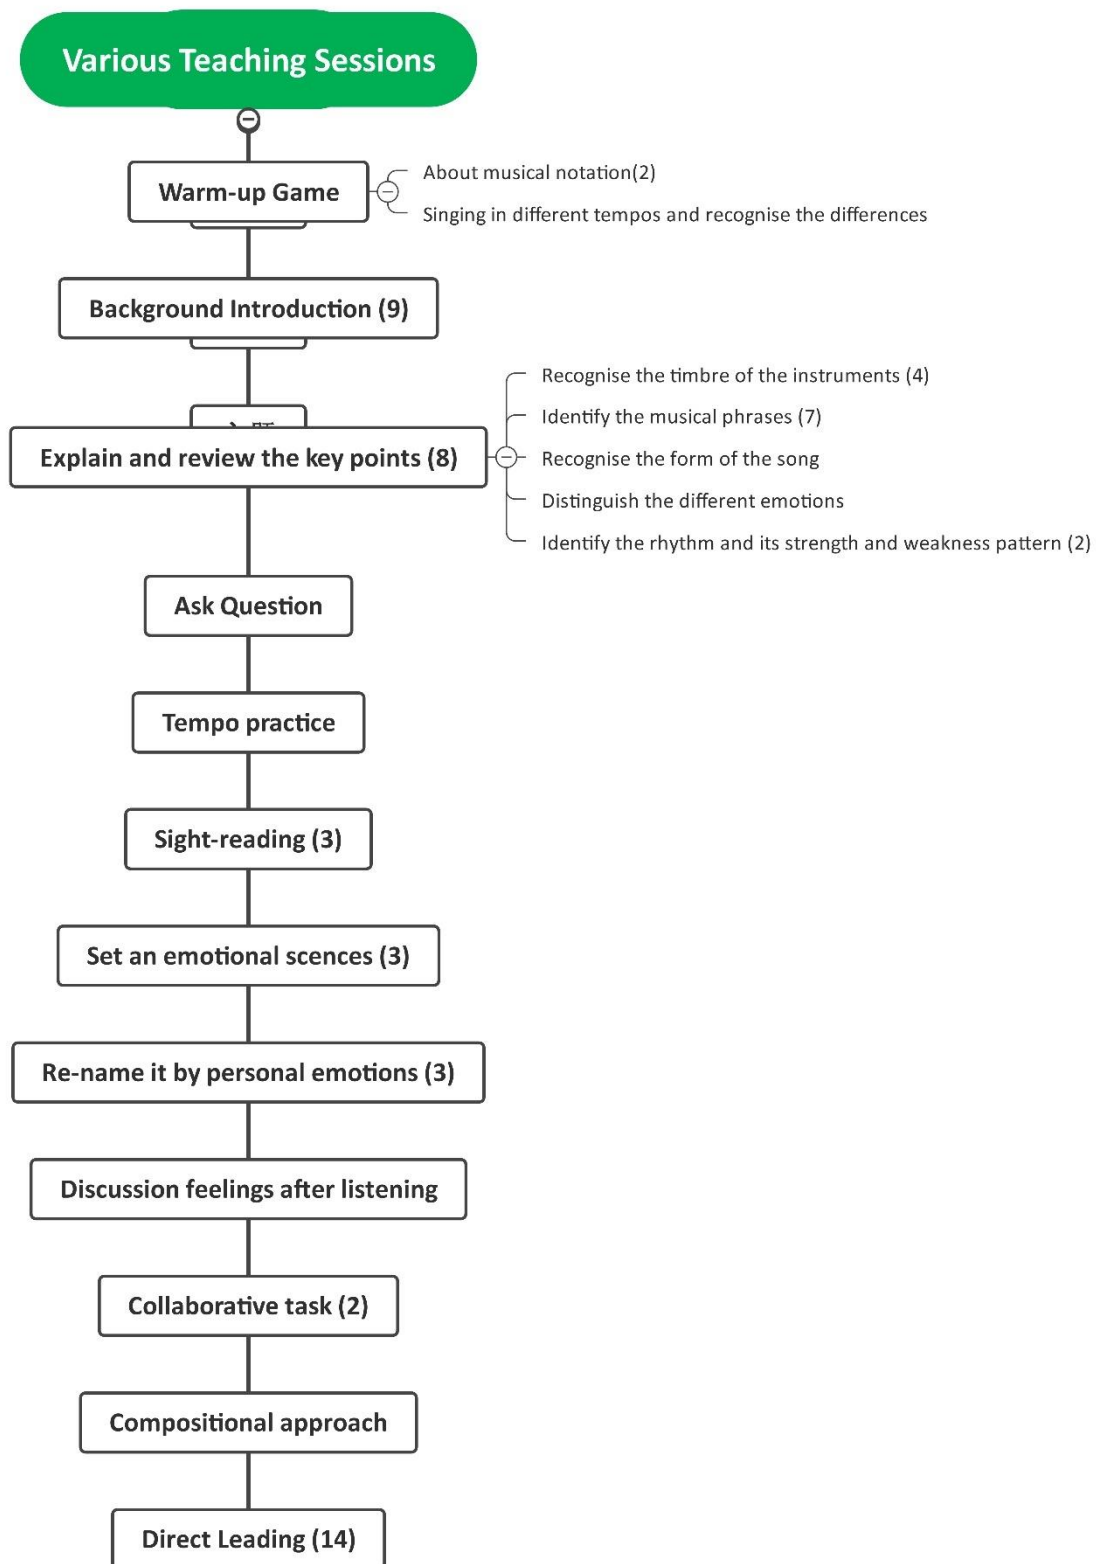 Various Teaching Sessions
Warm-up Game
About musical notation(2)
Singing in different tempos and recognise the differences
Background Introduction (9)
Explain and review the key points (8)
Recognise the timbre of the instruments (4)
Identify the musical phrases (7)
Recognise the form of the song
Distinguish the different emotions
Identify the rhythm and its strength and weakness pattern (2)
Ask Question
Tempo practice
Sight-reading (3)
Set an emotional scences (3)
Re-name it by personal emotions (3)
Discussion feelings after listening
Collaborative task (2)
Compositional approach
Direct Leading (14)